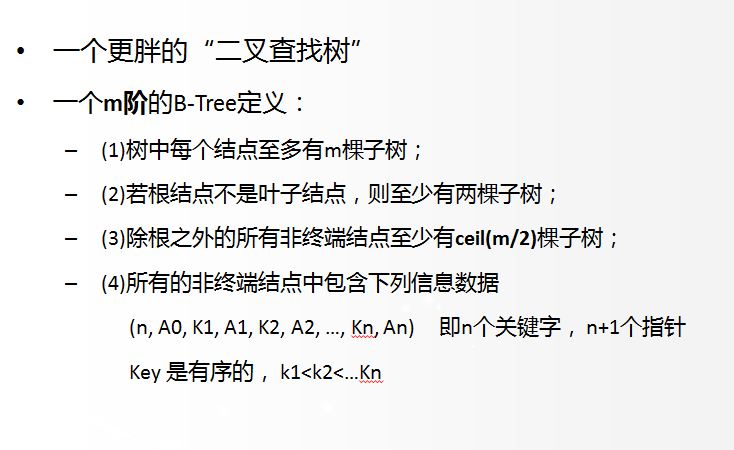 • 一个更胖的“二叉查找树”
• 一个m阶的B-Tree定义：
– (1)树中每个结点至多有m棵子树；
– (2)若根结点不是叶子结点，则至少有两棵子树；
– (3)除根之外的所有非终端结点至少有ceil(m/2)棵子树；
– (4)所有的非终端结点中包含下列信息数据
(n, A0, K1, A1, K2, A2, …, Kn, An) 即n个关键字，n+1个指针
Key 是有序的，k1<k2<…Kn